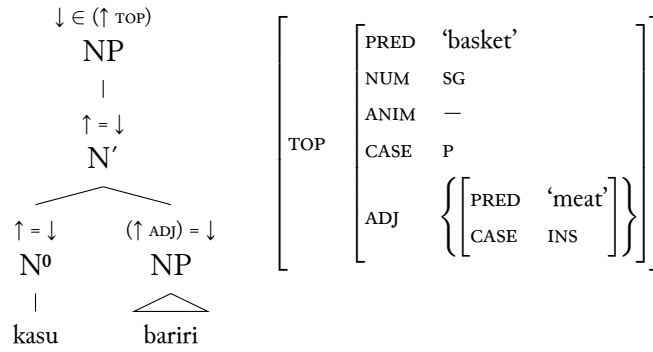 ↓ ∈ (↑ TOP)
NP
↑ = ↓
N′
↑ = ↓ (↑ ADJ) = ↓
N⁰ NP
kasu bariri
PRED ‘basket’
NUM SG
ANIM —
TOP CASE P
ADJ { [ PRED ‘meat’
CASE INS ] }